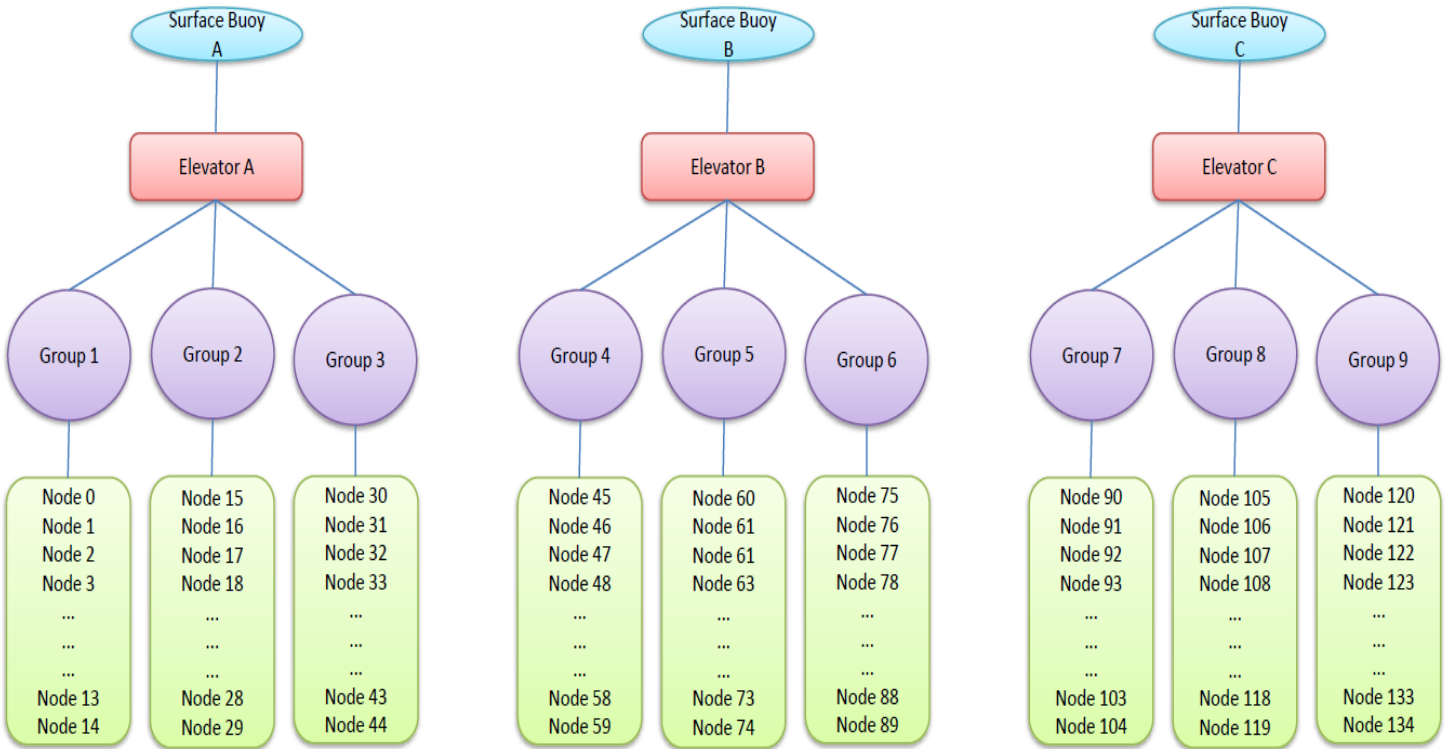 Surface Buoy
A
Surface Buoy
B
Surface Buoy
C
Elevator A
Elevator B
Elevator C
Group 1
Group 2
Group 3
Group 4
Group 5
Group 6
Group 7
Group 8
Group 9
Node 0
Node 1
Node 2
Node 3
...
...
...
Node 13
Node 14
Node 15
Node 16
Node 17
Node 18
...
...
...
Node 28
Node 29
Node 30
Node 31
Node 32
Node 33
...
...
...
Node 43
Node 44
Node 45
Node 46
Node 47
Node 48
...
...
...
Node 58
Node 59
Node 60
Node 61
Node 61
Node 63
...
...
...
Node 73
Node 74
Node 75
Node 76
Node 77
Node 78
...
...
...
Node 88
Node 89
Node 90
Node 91
Node 92
Node 93
...
...
...
Node 103
Node 104
Node 105
Node 106
Node 107
Node 108
...
...
...
Node 118
Node 119
Node 120
Node 121
Node 122
Node 123
...
...
...
Node 133
Node 134